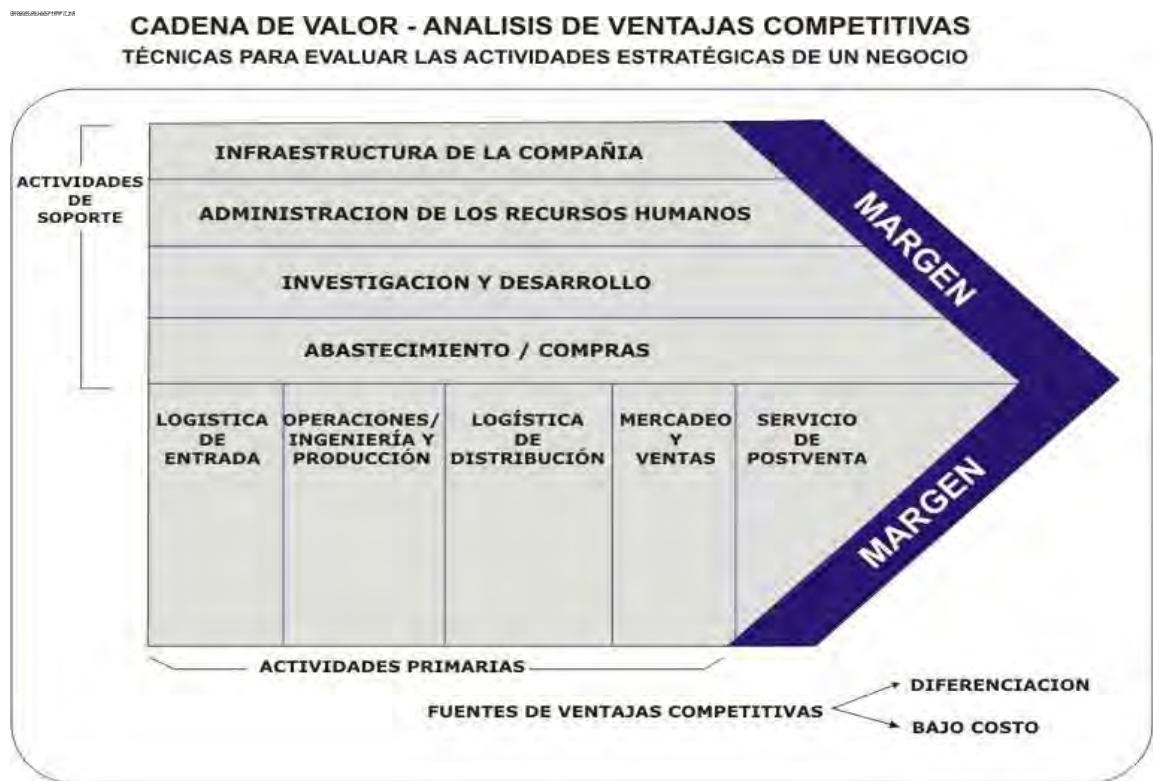 CADENA DE VALOR - ANALISIS DE VENTAJAS COMPETITIVAS
TÉCNICAS PARA EVALUAR LAS ACTIVIDADES ESTRATÉGICAS DE UN NEGOCIO
ACTIVIDADES
DE
SOPORTE
INFRAESTRUCTURA DE LA COMPAÑIA
ADMINISTRACION DE LOS RECURSOS HUMANOS
INVESTIGACION Y DESARROLLO
ABASTECIMIENTO / COMPRAS
MARGEN
LOGISTICA
DE
ENTRADA
OPERACIONES/
INGENIERÍA Y
PRODUCCIÓN
LOGÍSTICA
DE
DISTRIBUCIÓN
MERCADEO
Y
VENTAS
SERVICIO
DE
POSTVENTA
MARGEN
ACTIVIDADES PRIMARIAS
FUENTES DE VENTAJAS COMPETITIVAS
DIFERENCIACION
BAJO COSTO